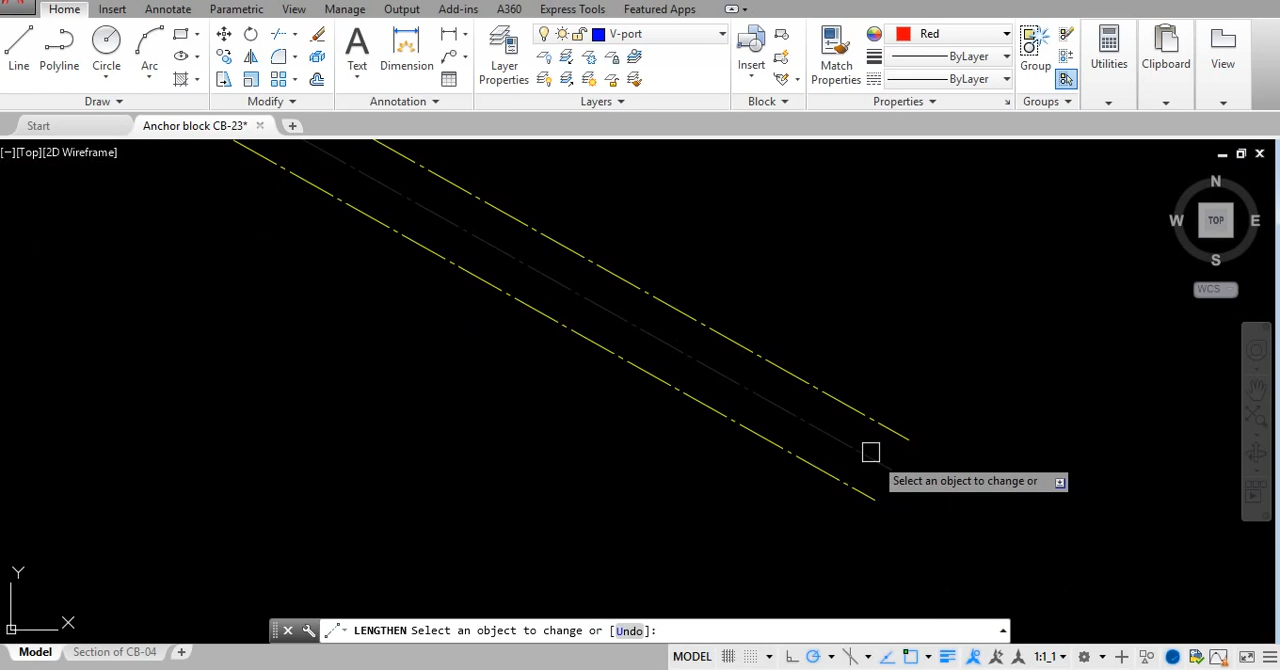 Home Insert Annotate Parametric View Manage Output Add-ins A360 Express Tools Featured Apps
V-port Red
ByLayer
ByLayer
Line Polyline Circle Arc Text Dimension Layer Properties Insert Match Properties Group Utilities Clipboard View
Draw Modify Annotation Layers Block Properties Groups
Start Anchor block CB-23*
[−][Top][2D Wireframe]
N
W TOP E
S
WCS
Select an object to change or
Y
X
LENGTHEN Select an object to change or [Undo]:
Model Section of CB-04 MODEL 1:1